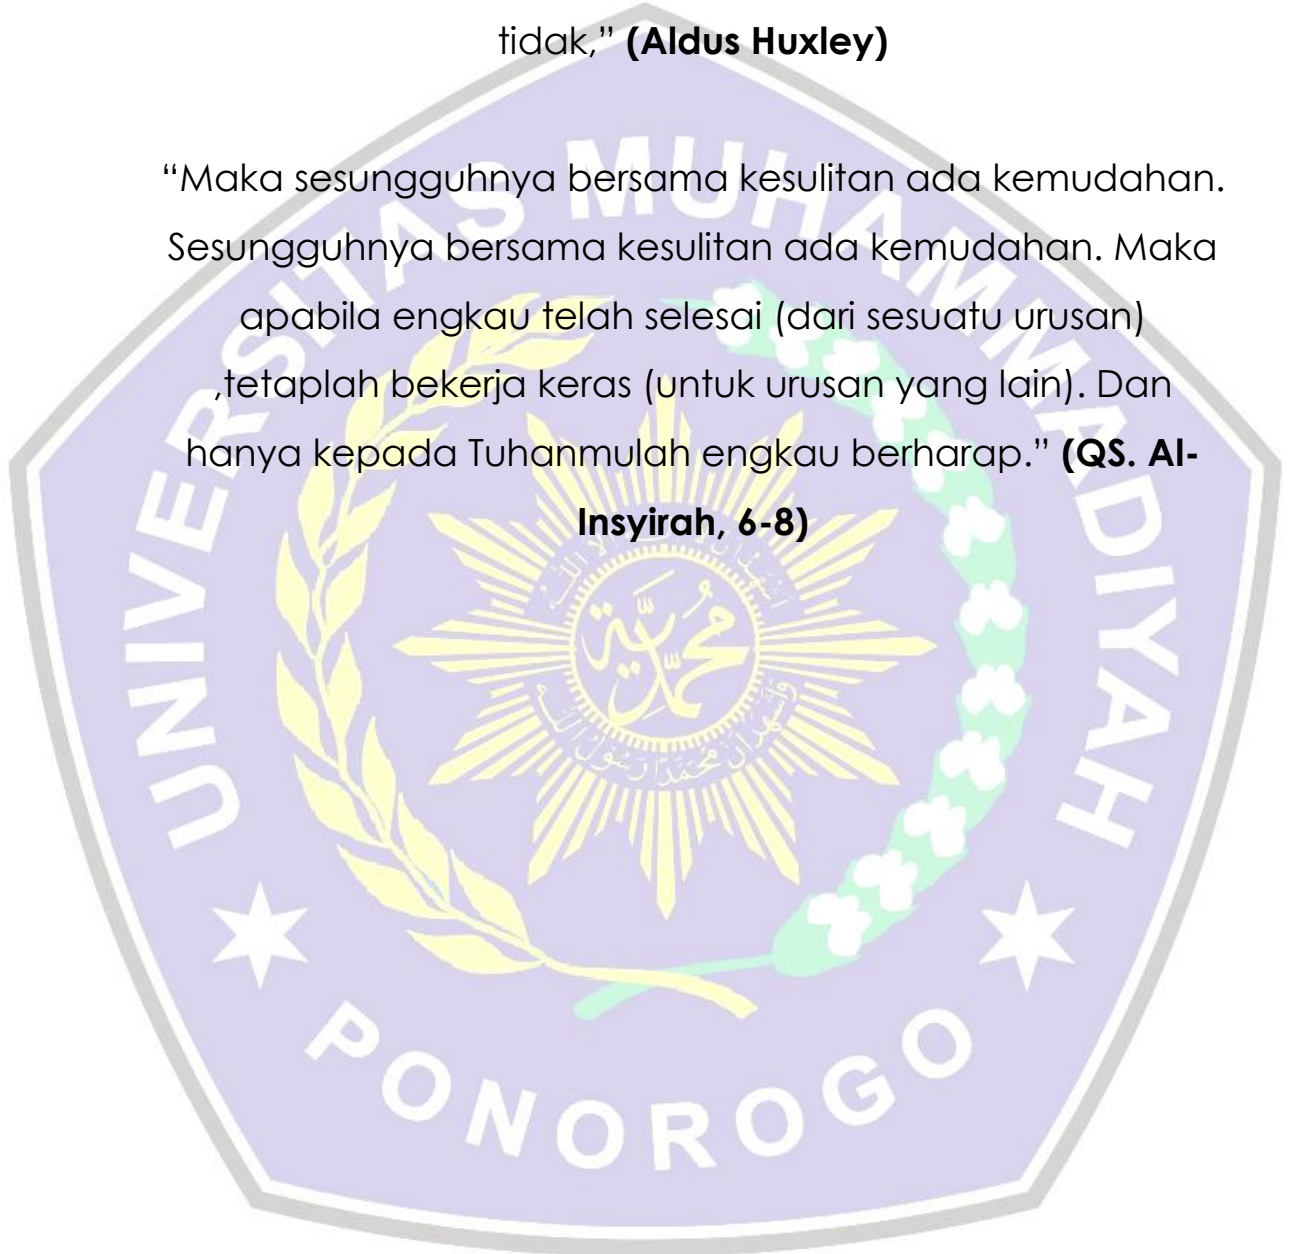 tidak,” (Aldus Huxley)
“Maka sesungguhnya bersama kesulitan ada kemudahan.
Sesungguhnya bersama kesulitan ada kemudahan. Maka
apabila engkau telah selesai (dari sesuatu urusan)
,tetaplah bekerja keras (untuk urusan yang lain). Dan
hanya kepada Tuhanmulah engkau berharap.” (QS. Al-
Insyirah, 6-8)
UNIVERSITAS MUHAMMADIYAH
PONOROGO
محمدية